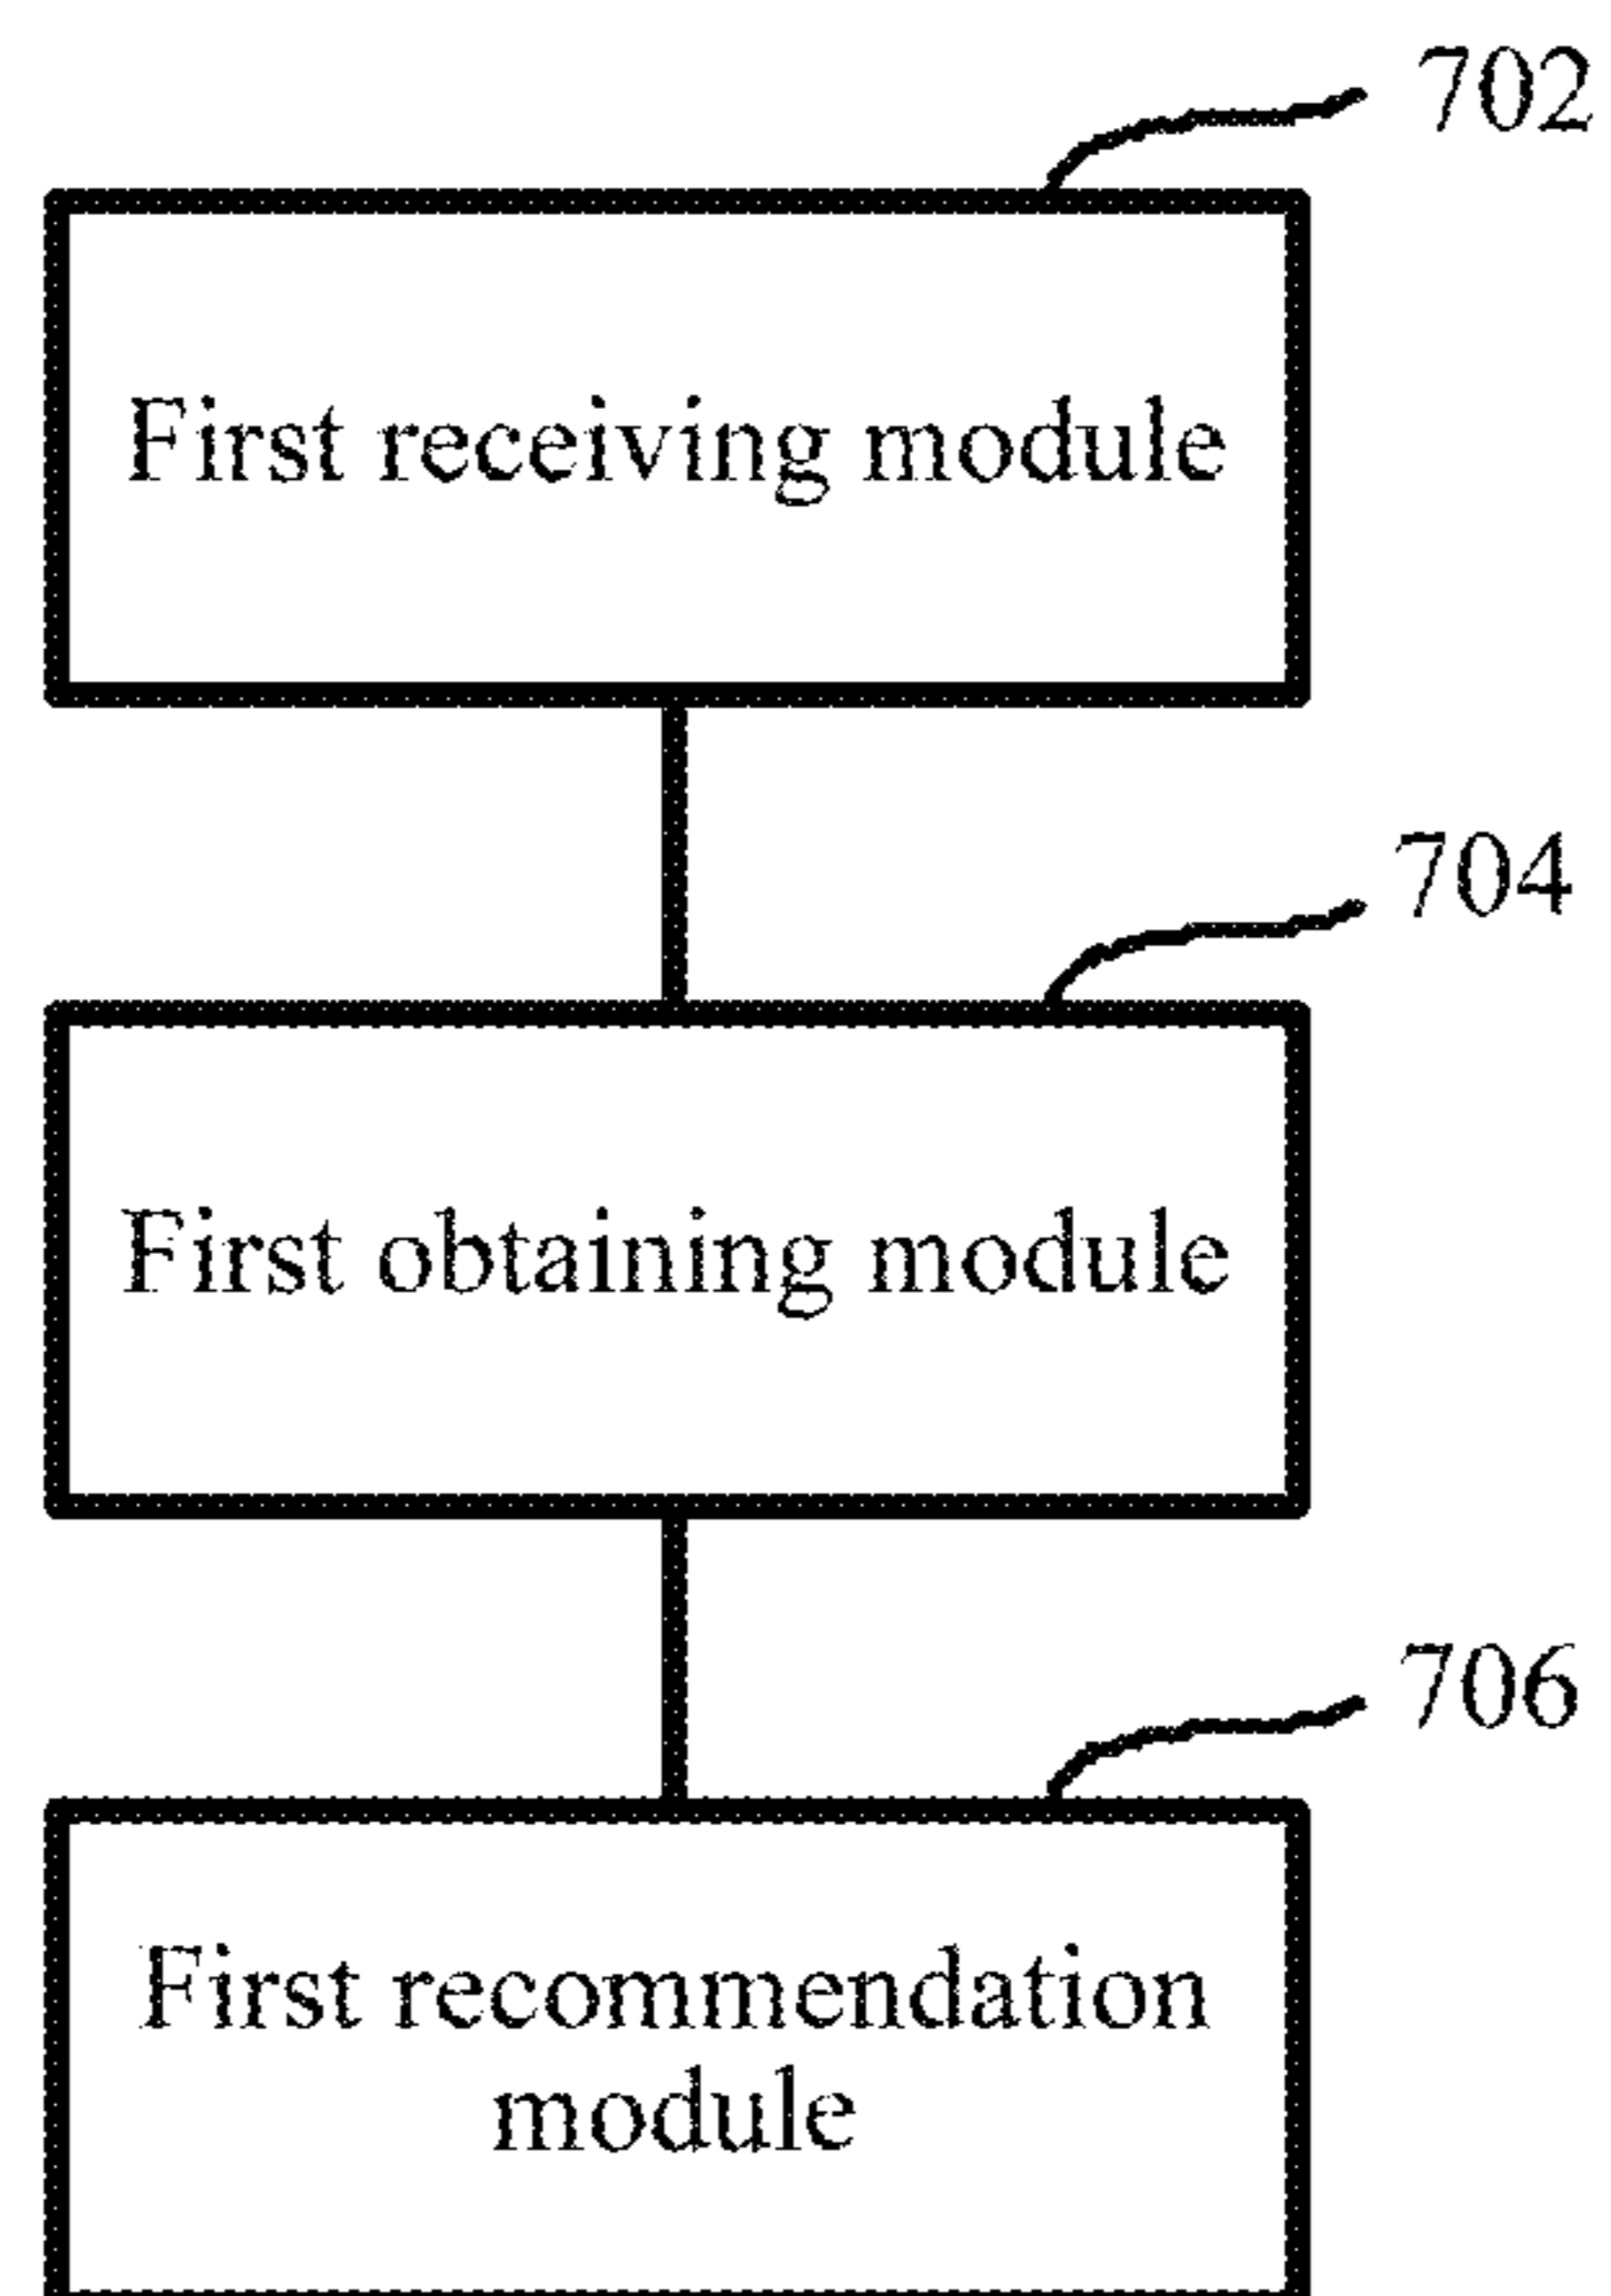 702
First receiving module
704
First obtaining module
706
First recommendation
module